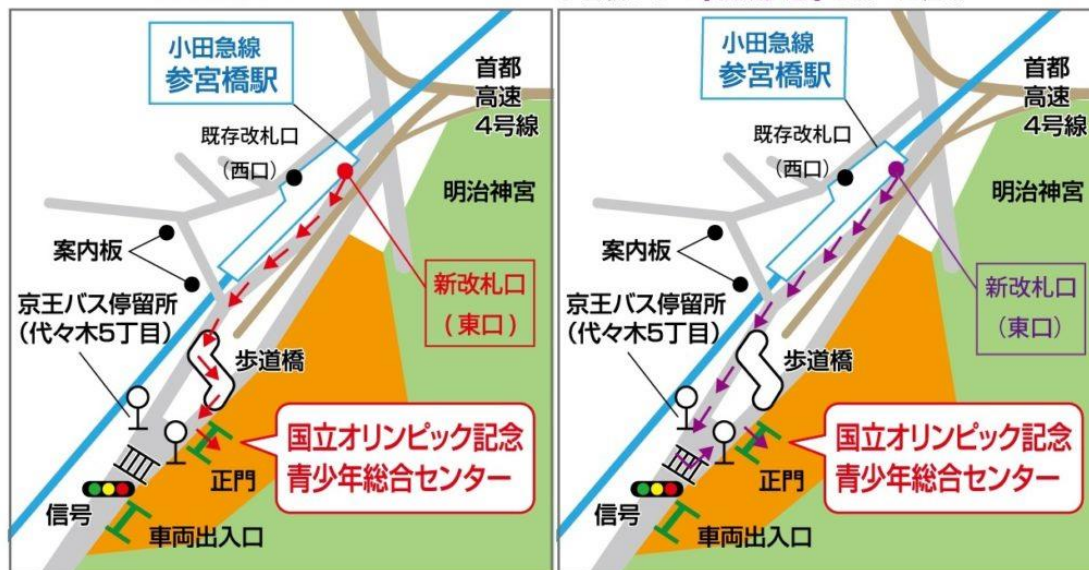 小田急線
参宮橋駅
首都
高速
4号線
既存改札口
（西口）
明治神宮
案内板
新改札口
（東口）
京王バス停留所
（代々木5丁目）
歩道橋
国立オリンピック記念
青少年総合センター
正門
信号
車両出入口
小田急線
参宮橋駅
首都
高速
4号線
既存改札口
（西口）
明治神宮
案内板
新改札口
（東口）
京王バス停留所
（代々木5丁目）
歩道橋
国立オリンピック記念
青少年総合センター
正門
信号
車両出入口